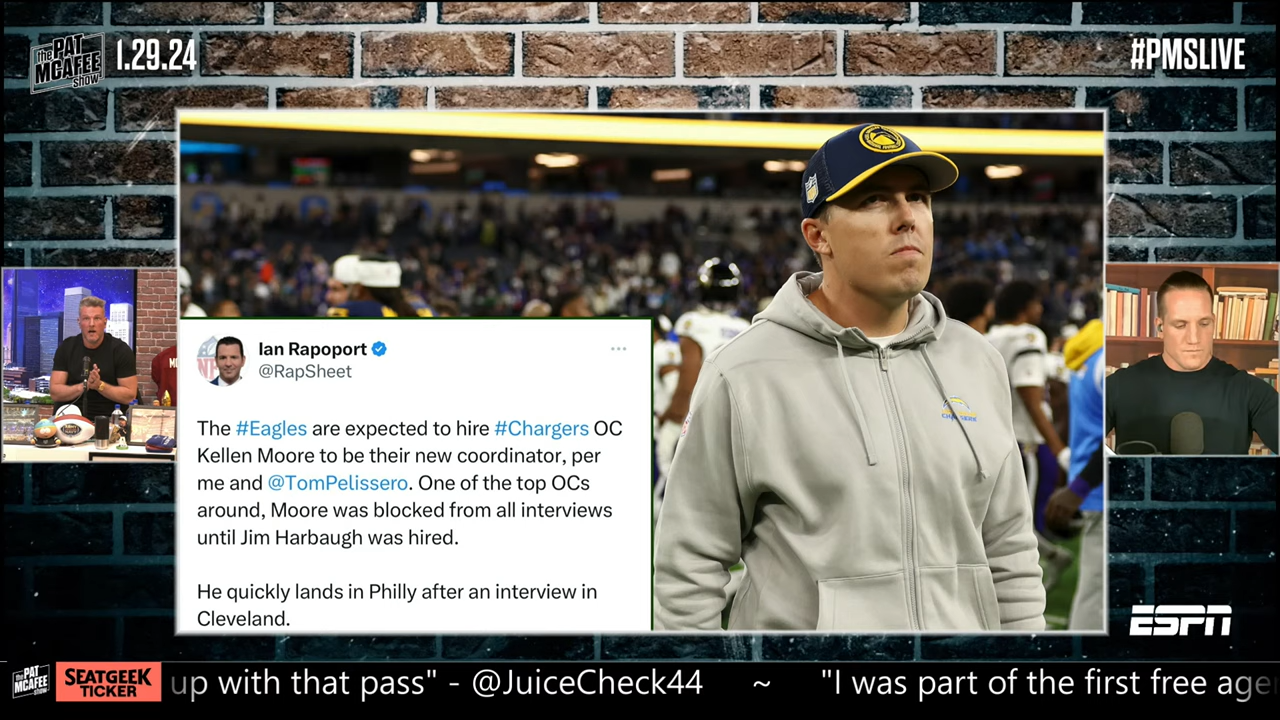 the PAT MCAFEE show
1.29.24
#PMSLIVE
Ian Rapoport
@RapSheet
The #Eagles are expected to hire #Chargers OC
Kellen Moore to be their new coordinator, per
me and @TomPelissero. One of the top OCs
around, Moore was blocked from all interviews
until Jim Harbaugh was hired.
He quickly lands in Philly after an interview in
Cleveland.
CHARGERS
ESPN
the PAT MCAFEE show
SEATGEEK
TICKER
up with that pass" - @JuiceCheck44 ~ "I was part of the first free age